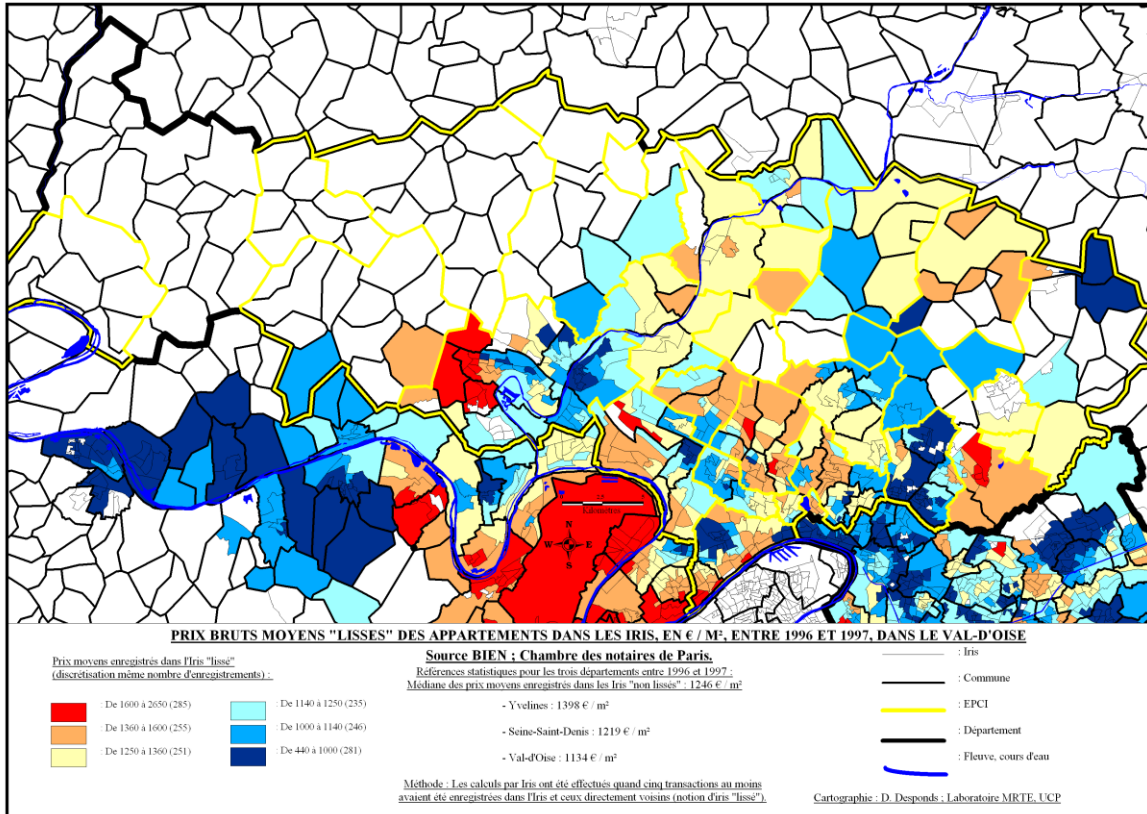 Kilomètres
N
W E
S
PRIX BRUTS MOYENS "LISSES" DES APPARTEMENTS DANS LES IRIS, EN € / M², ENTRE 1996 ET 1997, DANS LE VAL-D'OISE
Source BIEN ; Chambre des notaires de Paris.
Prix moyens enregistrés dans l'Iris "lissé"
(discrétisation même nombre d'enregistrements) :
: De 1600 à 2650 (285)
: De 1360 à 1600 (255)
: De 1250 à 1360 (251)
: De 1140 à 1250 (235)
: De 1000 à 1140 (246)
: De 440 à 1000 (281)
Références statistiques pour les trois départements entre 1996 et 1997 :
Médiane des prix moyens enregistrés dans les Iris "non lissés" : 1246 € / m²
- Yvelines : 1398 € / m²
- Seine-Saint-Denis : 1219 € / m²
- Val-d'Oise : 1134 € / m²
Méthode : Les calculs par Iris ont été effectués quand cinq transactions au moins
avaient été enregistrées dans l'Iris et ceux directement voisins (notion d'iris "lissé").
: Iris
: Commune
: EPCI
: Département
: Fleuve, cours d'eau
Cartographie : D. Desponds ; Laboratoire MRTE, UCP